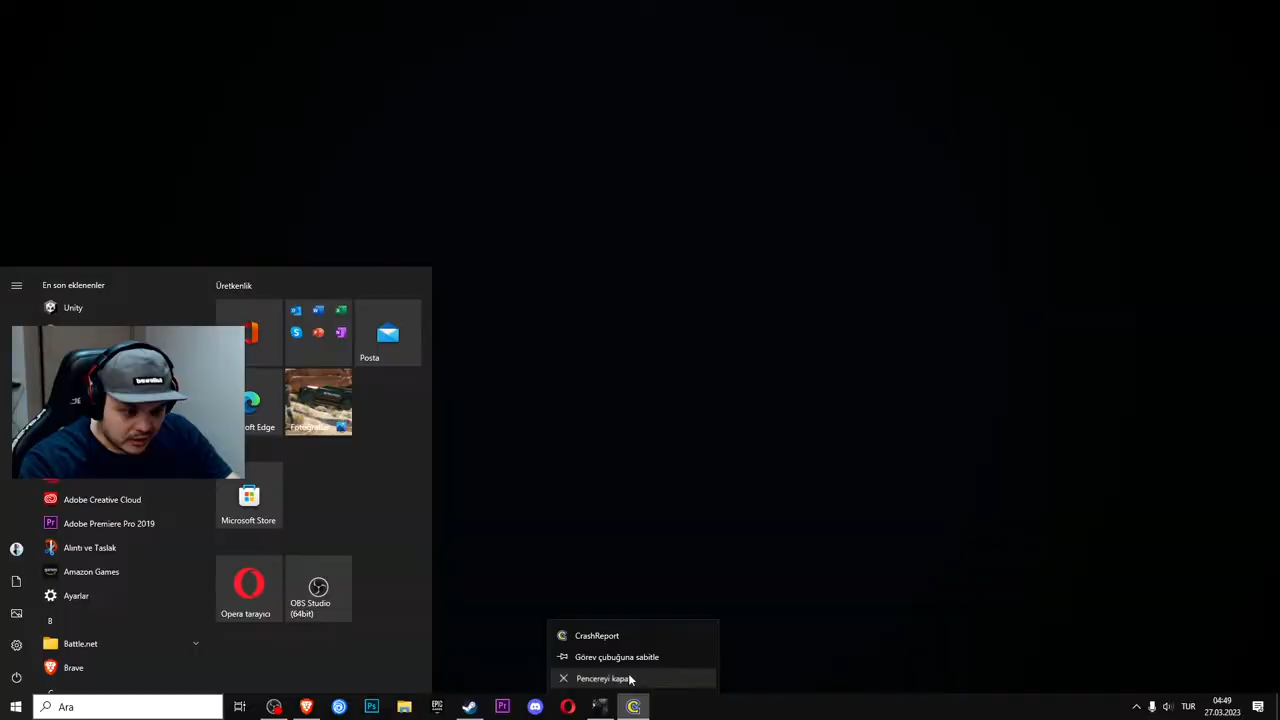 En son eklenenler
Üretkenlik
Unity
Posta
oft Edge
Fotoğraflar
Adobe Creative Cloud
Microsoft Store
Adobe Premiere Pro 2019
Alıntı ve Taslak
Amazon Games
Ayarlar
B
Battle.net
Brave
Opera tarayıcı
OBS Studio
(64bit)
CrashReport
Görev çubuğuna sabitle
Pencereyi kapa
Ara
TUR
04:49
27.03.2023